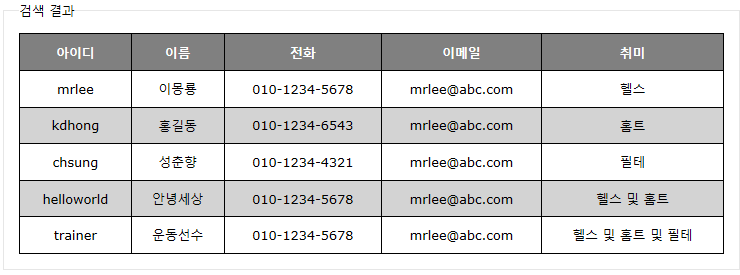 검색 결과
아이디 이름 전화 이메일 취미
mrlee 이몽룡 010-1234-5678 mrlee@abc.com 헬스
kdhong 홍길동 010-1234-6543 mrlee@abc.com 홈트
chsung 성춘향 010-1234-4321 mrlee@abc.com 필테
helloworld 안녕세상 010-1234-5678 mrlee@abc.com 헬스 및 홈트
trainer 운동선수 010-1234-5678 mrlee@abc.com 헬스 및 홈트 및 필테